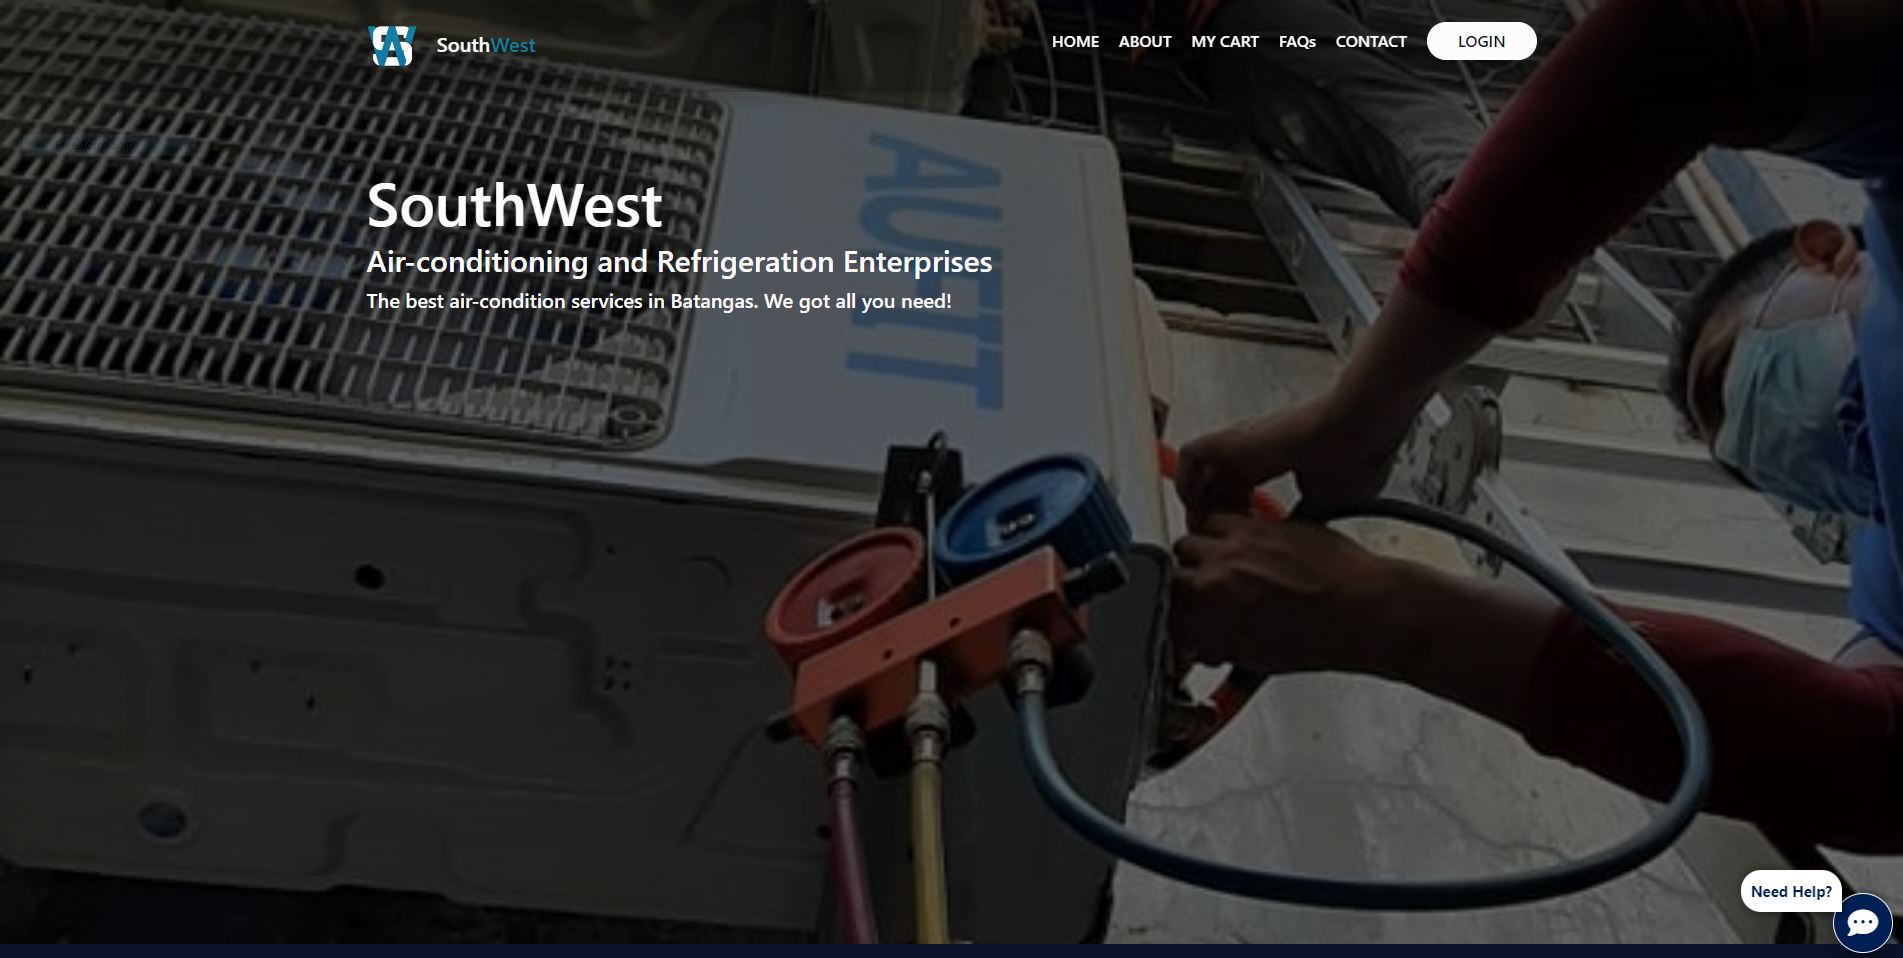 SouthWest
HOME ABOUT MY CART FAQs CONTACT LOGIN
SouthWest
Air-conditioning and Refrigeration Enterprises
The best air-condition services in Batangas. We got all you need!
Need Help?